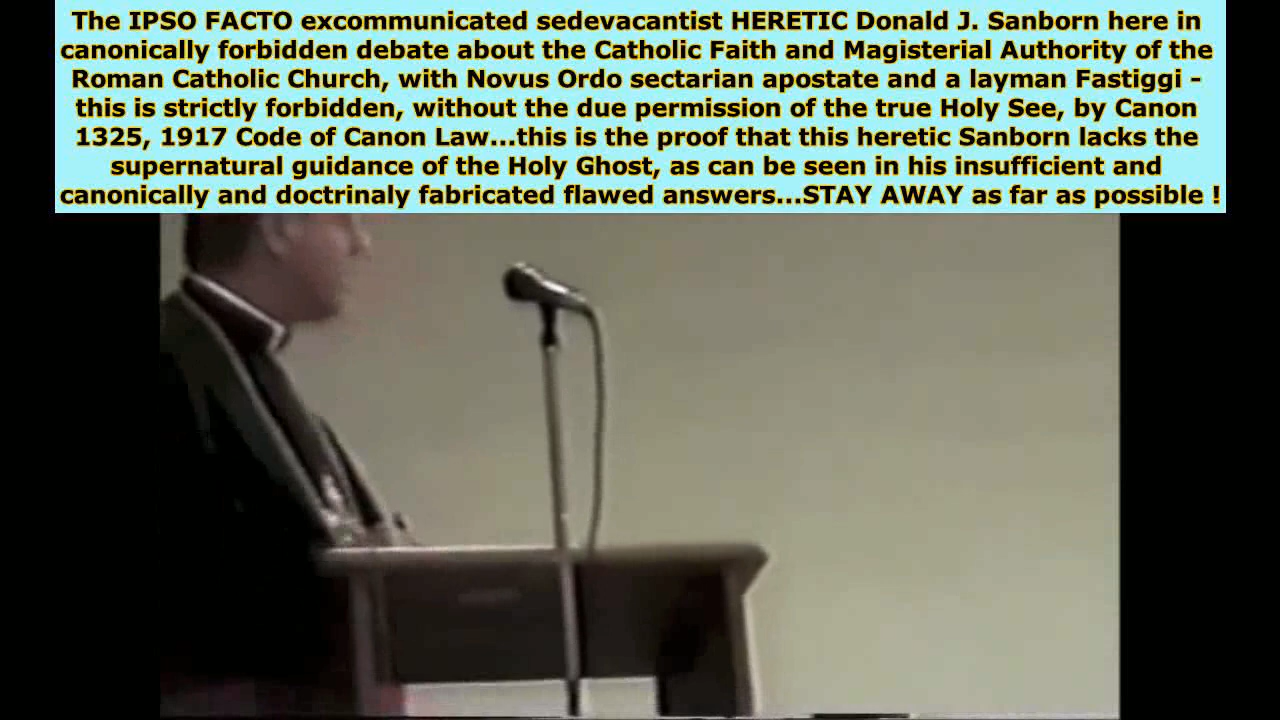 The IPSO FACTO excommunicated sedevacantist HERETIC Donald J. Sanborn here in
canonically forbidden debate about the Catholic Faith and Magisterial Authority of the
Roman Catholic Church, with Novus Ordo sectarian apostate and a layman Fastiggi -
this is strictly forbidden, without the due permission of the true Holy See, by Canon
1325, 1917 Code of Canon Law...this is the proof that this heretic Sanborn lacks the
supernatural guidance of the Holy Ghost, as can be seen in his insufficient and
canonically and doctrinaly fabricated flawed answers...STAY AWAY as far as possible !